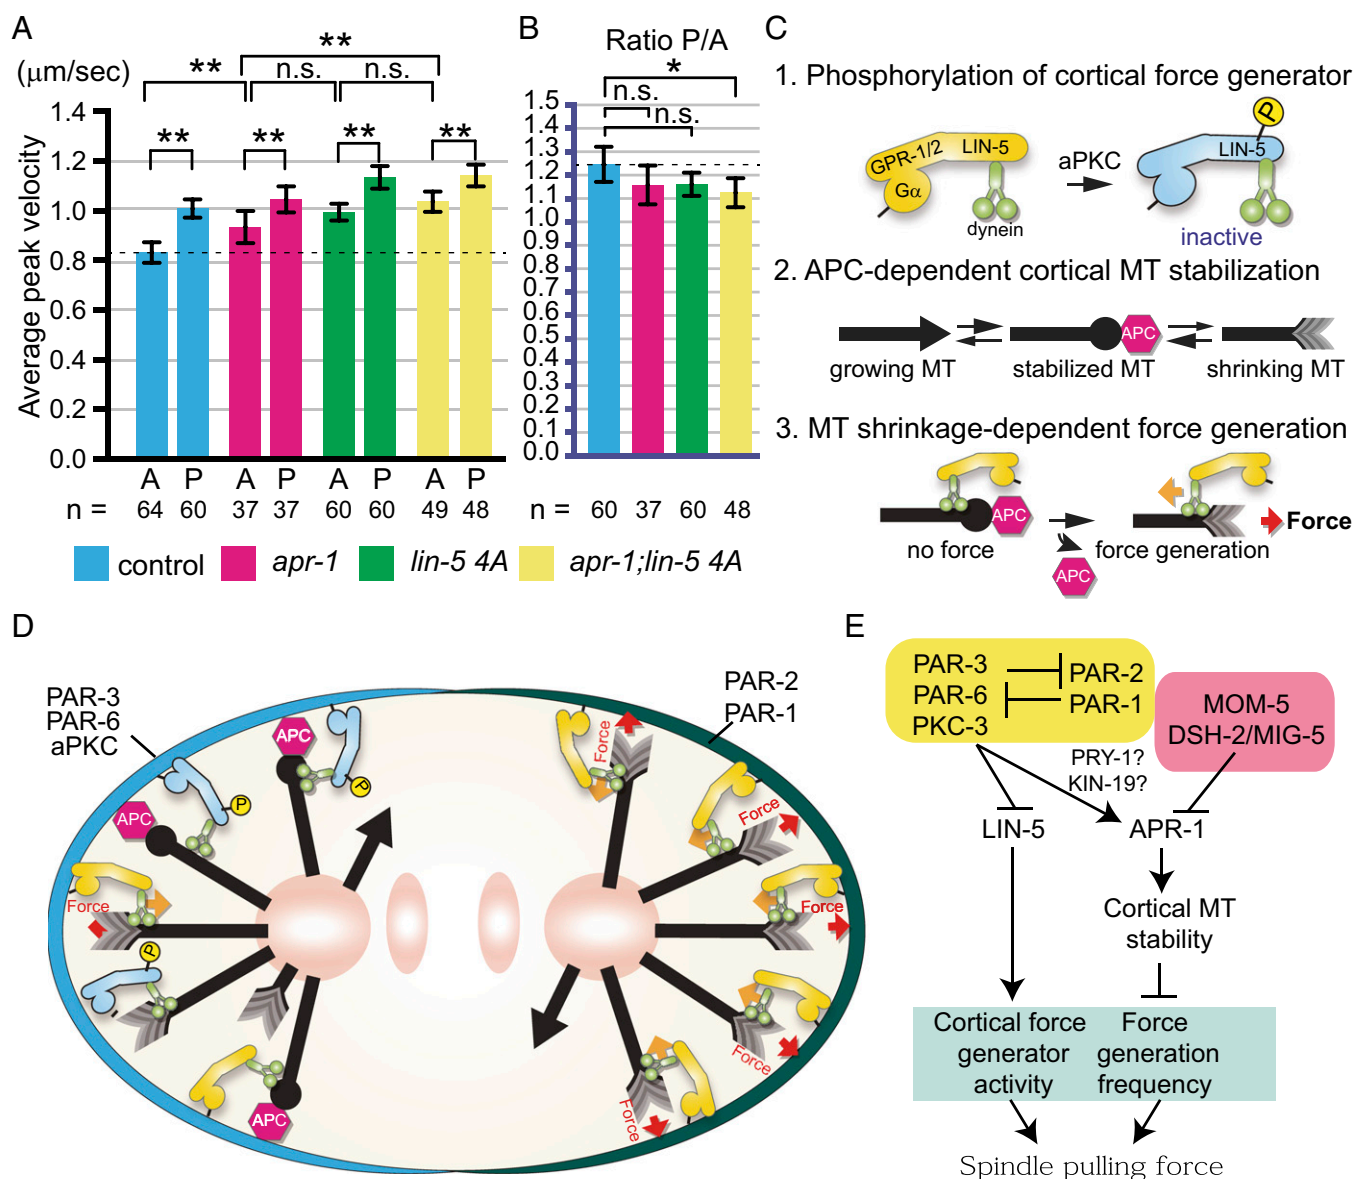 A
(μm/sec)
** ** n.s. n.s.
** ** ** **
Average peak velocity
1.4
1.2
1.0
0.8
0.6
0.4
0.2
0.0
A P A P A P A P
n = 64 60 37 37 60 60 49 48
B
Ratio P/A
*
n.s.
n.s.
1.5
1.4
1.3
1.2
1.1
1.0
0.9
0.8
0.7
0.6
0.5
0.4
0.3
0.2
0.1
0.0
n = 60 37 60 48
control apr-1 lin-5 4A apr-1;lin-5 4A
C
1. Phosphorylation of cortical force generator
GPR-1/2 LIN-5
Gα
dynein
aPKC
P
LIN-5
inactive
2. APC-dependent cortical MT stabilization
APC
growing MT stabilized MT shrinking MT
3. MT shrinkage-dependent force generation
APC
Force
no force force generation
APC
D
PAR-3
PAR-6
aPKC
PAR-2
PAR-1
APC
P
P
APC
Force
P
APC
Force
Force
Force
Force
Force
E
PAR-3 PAR-2
PAR-6 PAR-1
PKC-3
MOM-5
DSH-2/MIG-5
PRY-1?
KIN-19?
LIN-5 APR-1
Cortical MT
stability
Cortical force
generator
activity
Force
generation
frequency
Spindle pulling force